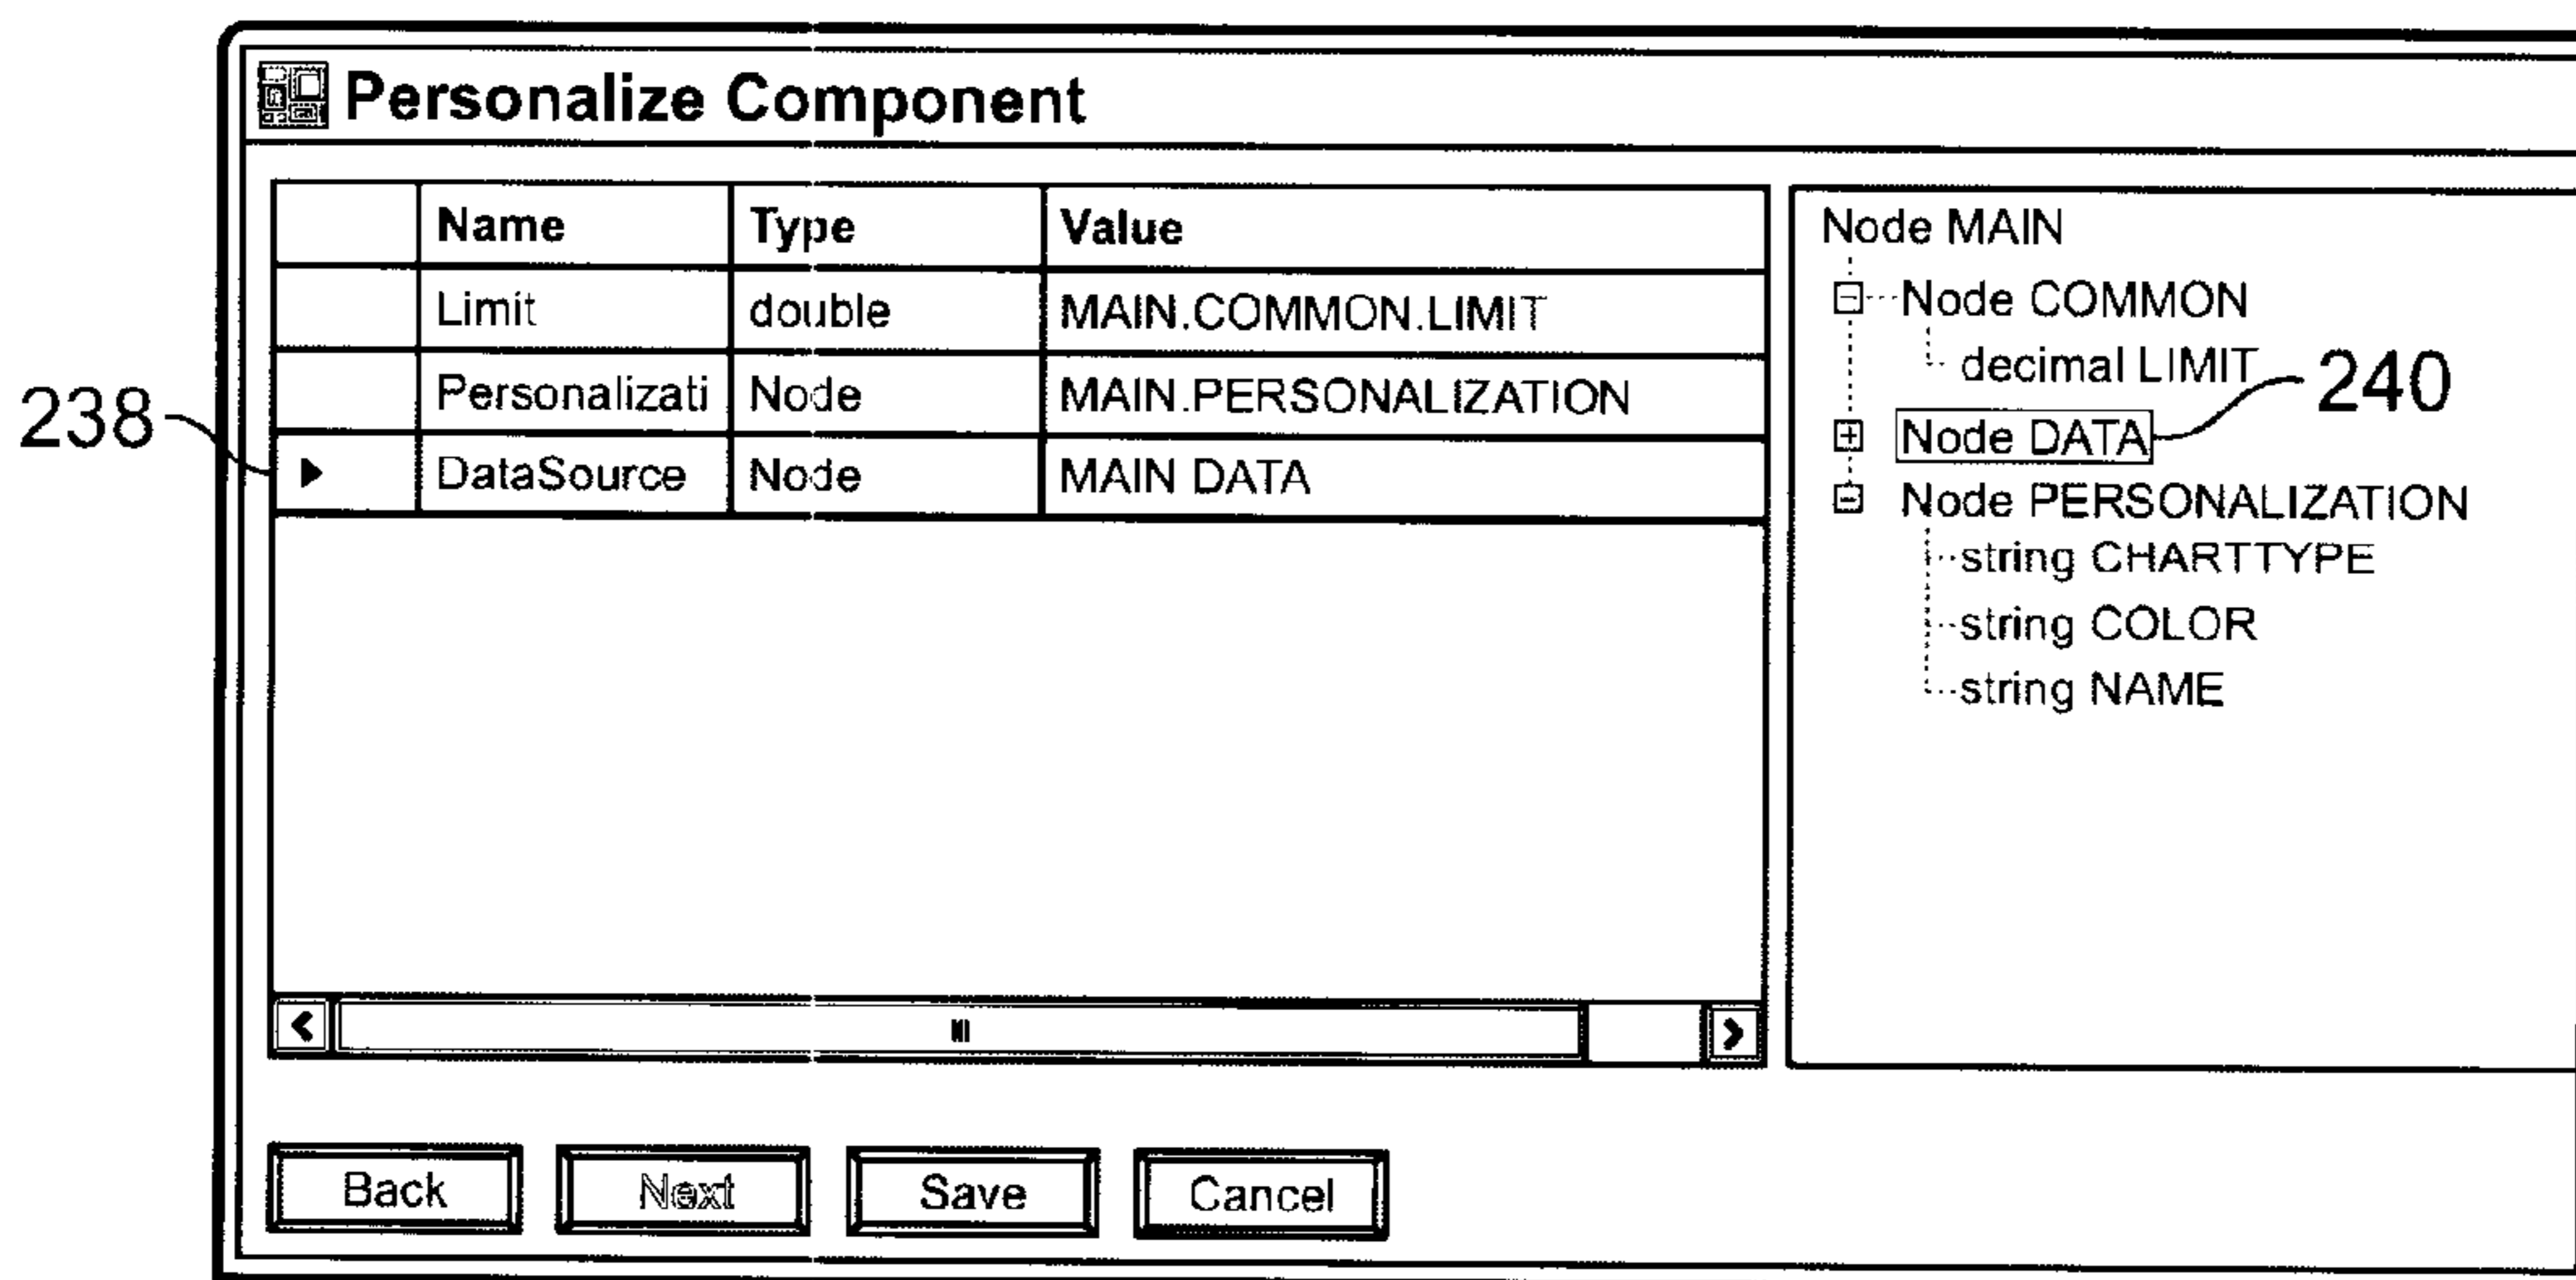 Personalize Component
Name Type Value
Limit double MAIN.COMMON.LIMIT
Personalizati Node MAIN.PERSONALIZATION
DataSource Node MAIN DATA
238
Node MAIN
Node COMMON
decimal LIMIT
240
Node DATA
Node PERSONALIZATION
string CHARTTYPE
string COLOR
string NAME
Back Next Save Cancel